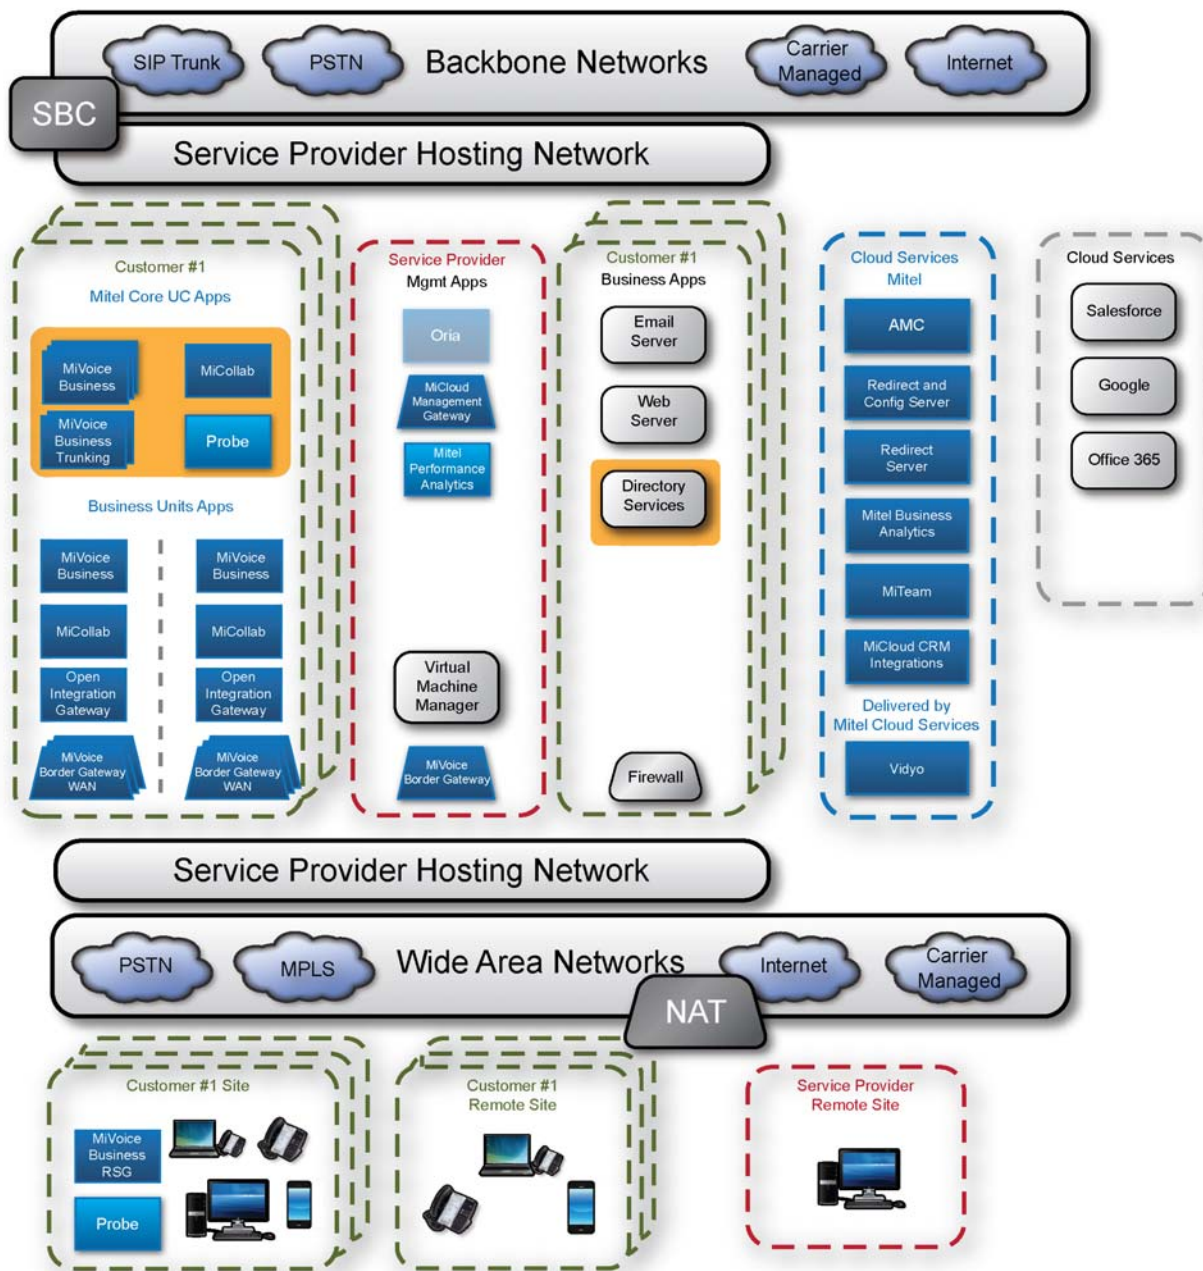 SIP Trunk
PSTN
Backbone Networks
Carrier
Managed
Internet
SBC
Service Provider Hosting Network
Customer #1
Mitel Core UC Apps
MiVoice
Business
MiCollab
MiVoice
Business
Trunking
Probe
Business Units Apps
MiVoice
Business
MiVoice
Business
MiCollab
MiCollab
Open
Integration
Gateway
Open
Integration
Gateway
MiVoice
Border Gateway
WAN
MiVoice
Border Gateway
WAN
Service Provider
Mgmt Apps
Oria
MiCloud
Management
Gateway
Mitel
Performance
Analytics
Virtual
Machine
Manager
MiVoice
Border Gateway
Customer #1
Business Apps
Email
Server
Web
Server
Directory
Services
Firewall
Cloud Services
Mitel
AMC
Redirect and
Config Server
Redirect
Server
Mitel Business
Analytics
MiTeam
MiCloud CRM
Integrations
Delivered by
Mitel Cloud Services
Vidyo
Cloud Services
Salesforce
Google
Office 365
Service Provider Hosting Network
PSTN
MPLS
Wide Area Networks
Internet
Carrier
Managed
NAT
Customer #1 Site
MiVoice
Business
RSG
Probe
Customer #1
Remote Site
Service Provider
Remote Site